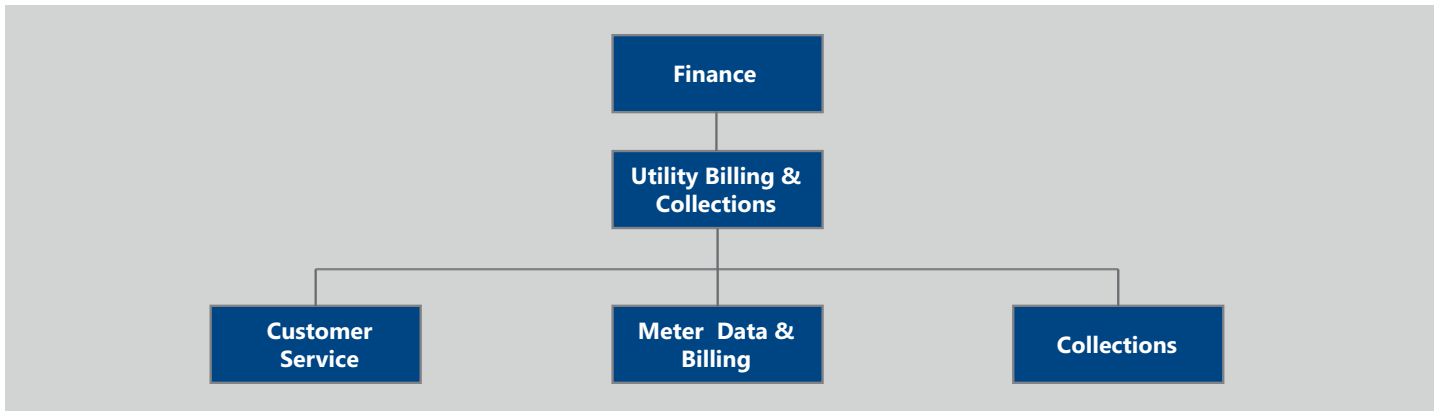 Finance
Utility Billing &
Collections
Customer
Service
Meter Data &
Billing
Collections